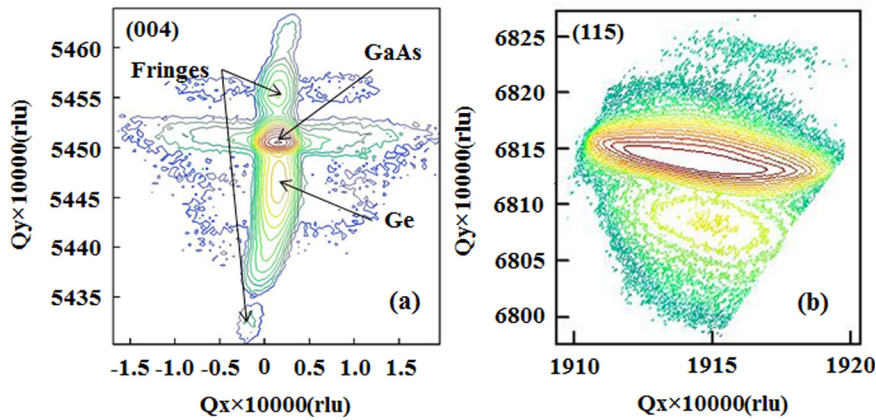 (004)
GaAs
Fringes
Ge
(a)
5460
5455
5450
5445
5440
5435
Qy×10000(rlu)
-1.5 -1.0 -0.5 0 0.5 1.0 1.5
Qx×10000(rlu)
(115)
(b)
6825
6820
6815
6810
6805
6800
Qy×10000(rlu)
1910 1915 1920
Qx×10000(rlu)